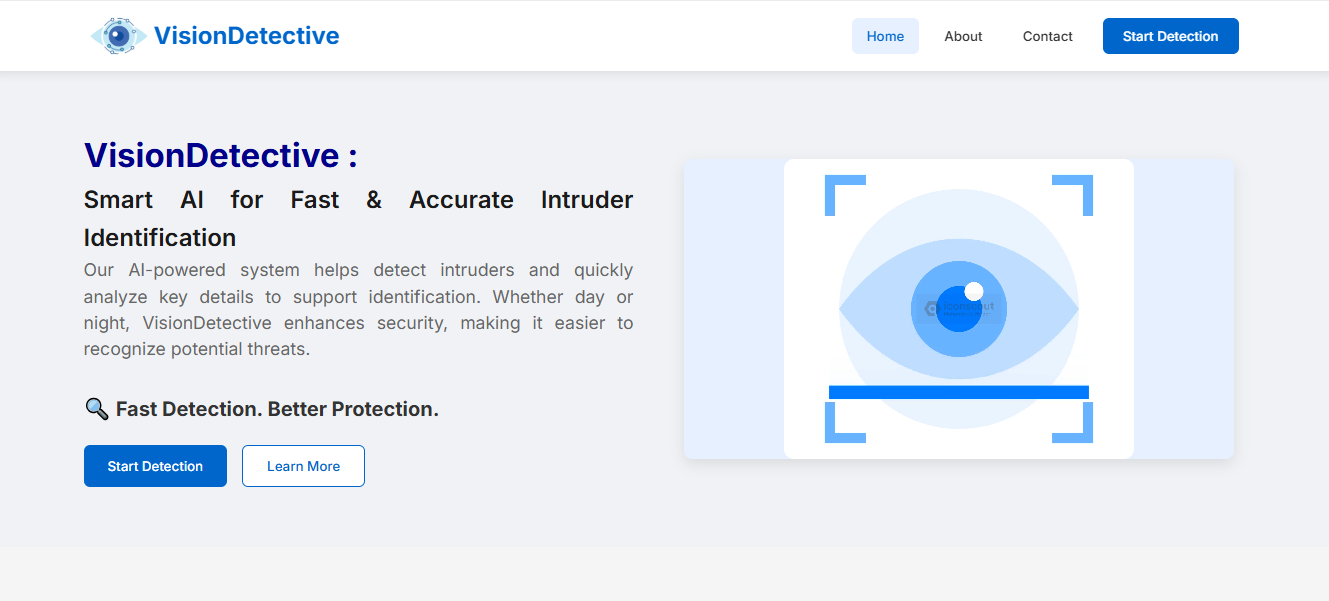 VisionDetective
Home
About
Contact
Start Detection
VisionDetective :
Smart AI for Fast & Accurate Intruder
Identification
Our AI-powered system helps detect intruders and quickly
analyze key details to support identification. Whether day or
night, VisionDetective enhances security, making it easier to
recognize potential threats.
🔍 Fast Detection. Better Protection.
Start Detection
Learn More
iconscout